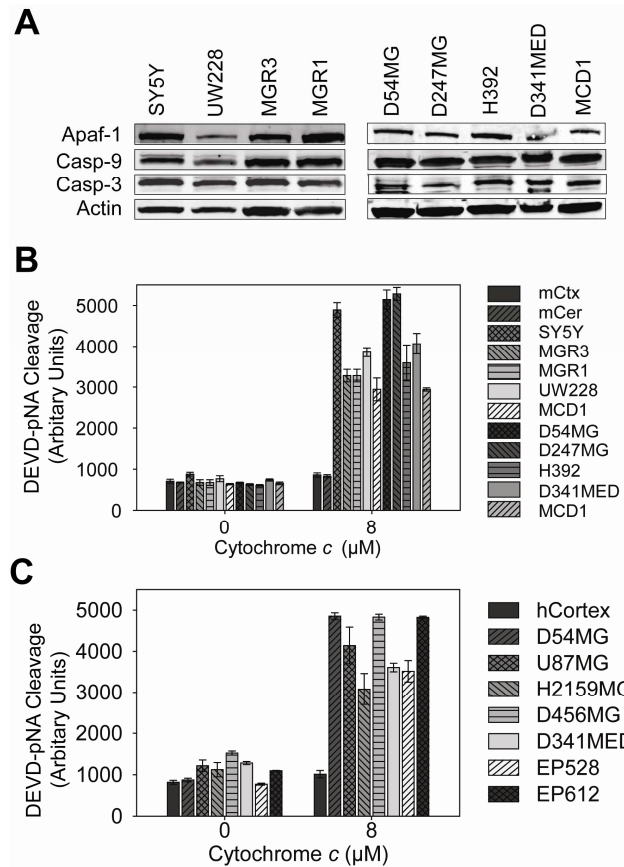 A
SY5Y
UW228
MGR3
MGR1
D54MG
D247MG
H392
D341MED
MCD1
Apaf-1
Casp-9
Casp-3
Actin
B
DEVD-pNA Cleavage
(Arbitary Units)
5000
4000
3000
2000
1000
0
0
8
Cytochrome c (µM)
mCtx
mCer
SY5Y
MGR3
MGR1
UW228
MCD1
D54MG
D247MG
H392
D341MED
MCD1
C
DEVD-pNA Cleavage
(Arbitary Units)
5000
4000
3000
2000
1000
0
0
8
Cytochrome c (µM)
hCortex
D54MG
U87MG
H2159MG
D456MG
D341MED
EP528
EP612